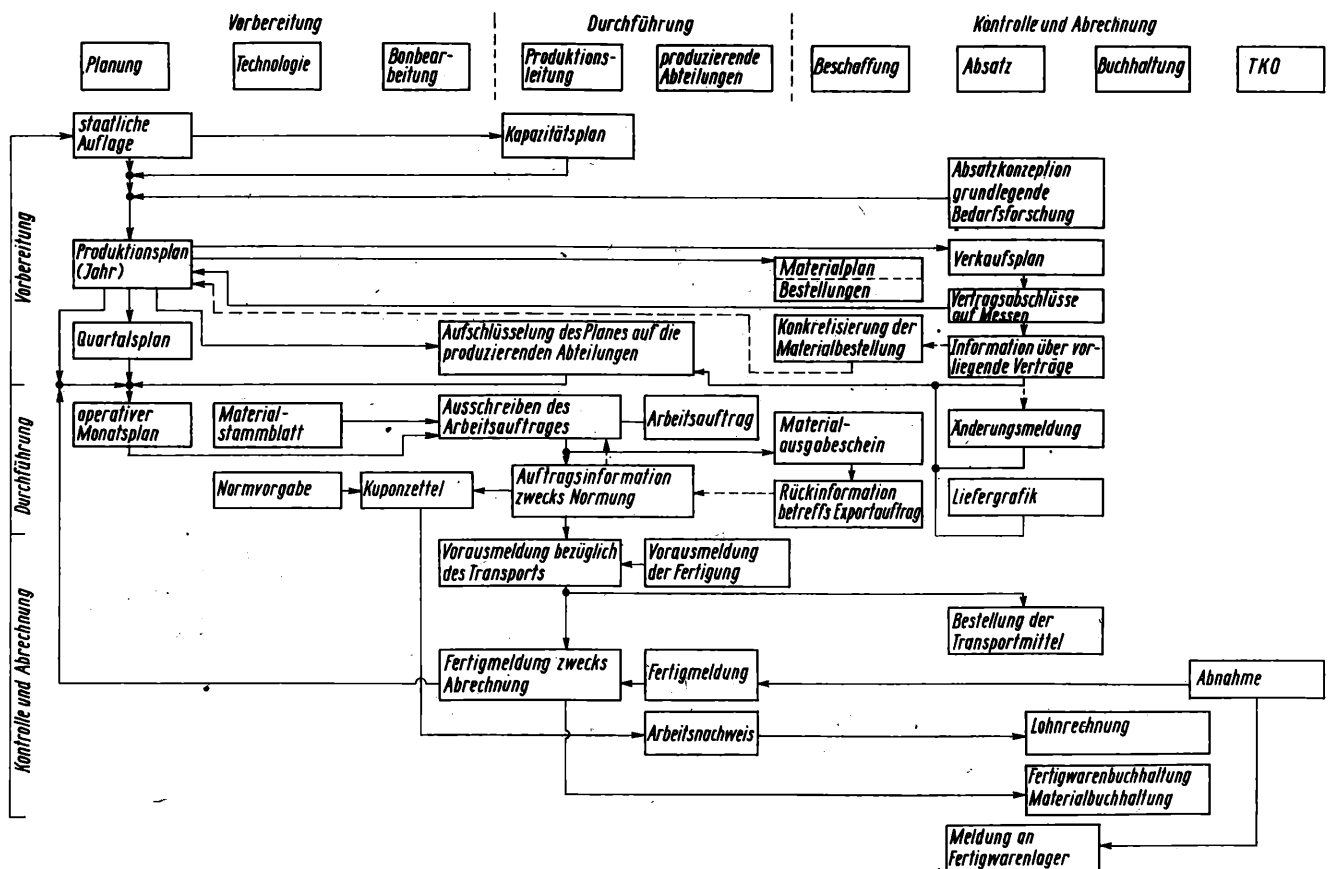 Vorbereitung
Durchführung
Kontrolle und Abrechnung
Planung
Technologie
Bonbear-
beitung
Produktions-
leitung
produzierende
Abteilungen
Beschaffung
Absatz
Buchhaltung
TKO
Vorbereitung
Durchführung
Kontrolle und Abrechnung
staatliche
Auflage
Kapazitätsplan
Absatzkonzeption
grundlegende
Bedarfsforschung
Produktionsplan
(Jahr)
Materialplan
Bestellungen
Verkaufsplan
Vertragsabschlüsse
auf Messen
Quartalsplan
Aufschlüsselung des Planes auf die
produzierenden Abteilungen
Konkretisierung der
Materialbestellung
Information über vor-
liegende Verträge
operativer
Monatsplan
Material-
stammblatt
Ausschreiben des
Arbeitsauftrages
Arbeitsauftrag
Material-
ausgabeschein
Änderungsmeldung
Normvorgabe
Kuponzettel
Auftragsinformation
zwecks Normung
Rückinformation
betreffs Exportauftrag
Liefergrafik
Vorausmeldung bezüglich
des Transports
Vorausmeldung
der Fertigung
Bestellung der
Transportmittel
Fertigmeldung zwecks
Abrechnung
Fertigmeldung
Abnahme
Arbeitsnachweis
Lohnrechnung
Fertigwarenbuchhaltung
Materialbuchhaltung
Meldung an
Fertigwarenlager